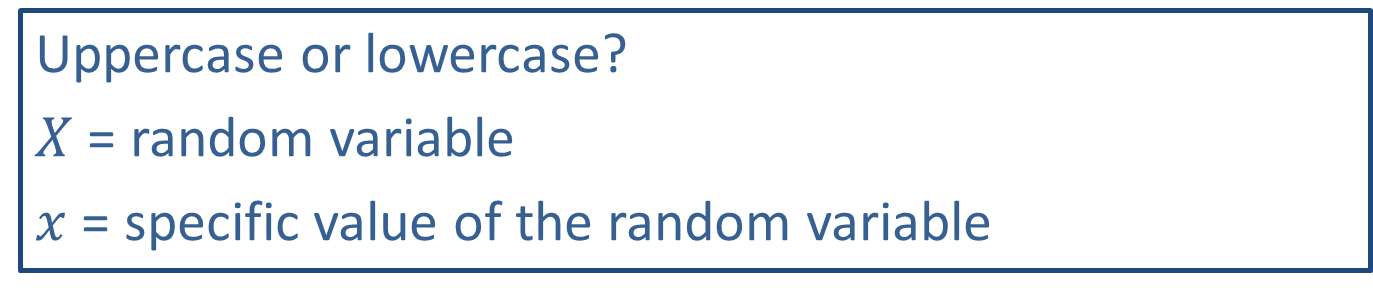 Uppercase or lowercase?
X = random variable
x = specific value of the random variable